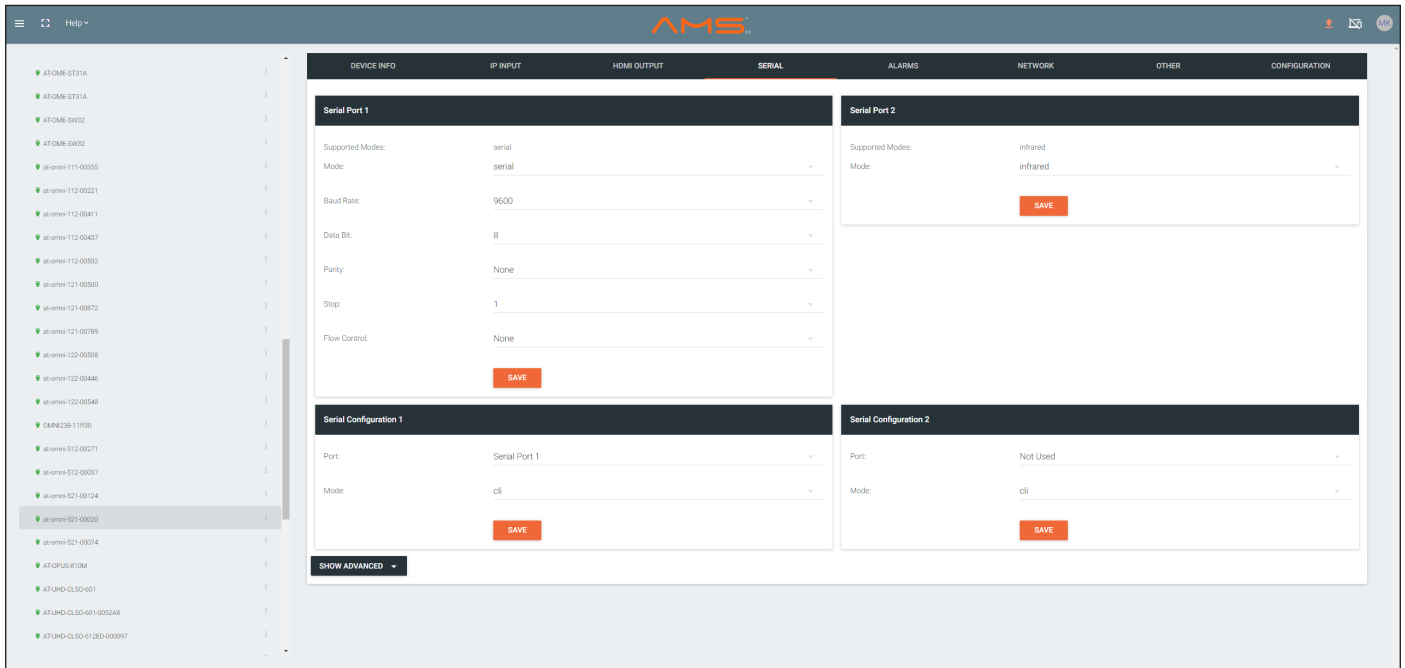 Help
AMS
MK
AT-OME-ST31A
AT-OME-ST31A
AT-OME-SW32
AT-OME-SW32
at-omni-111-00355
at-omni-112-00221
at-omni-112-00411
at-omni-112-00437
at-omni-112-00502
at-omni-121-00500
at-omni-121-00872
at-omni-121-00789
at-omni-122-00508
at-omni-122-00446
at-omni-122-00548
OMNI238-11ff30
at-omni-512-00271
at-omni-512-00037
at-omni-521-00124
at-omni-521-00020
at-omni-521-00074
AT-OPUS-810M
AT-UHD-CLSO-601
AT-UHD-CLSO-601-0052A8
AT-UHD-CLSO-612ED-000097
DEVICE INFO IP INPUT HDMI OUTPUT SERIAL ALARMS NETWORK OTHER CONFIGURATION
Serial Port 1
Supported Modes: serial
Mode: serial
Baud Rate: 9600
Data Bit: 8
Parity: None
Stop: 1
Flow Control: None
SAVE
Serial Port 2
Supported Modes: infrared
Mode: infrared
SAVE
Serial Configuration 1
Port: Serial Port 1
Mode: cli
SAVE
Serial Configuration 2
Port: Not Used
Mode: cli
SAVE
SHOW ADVANCED